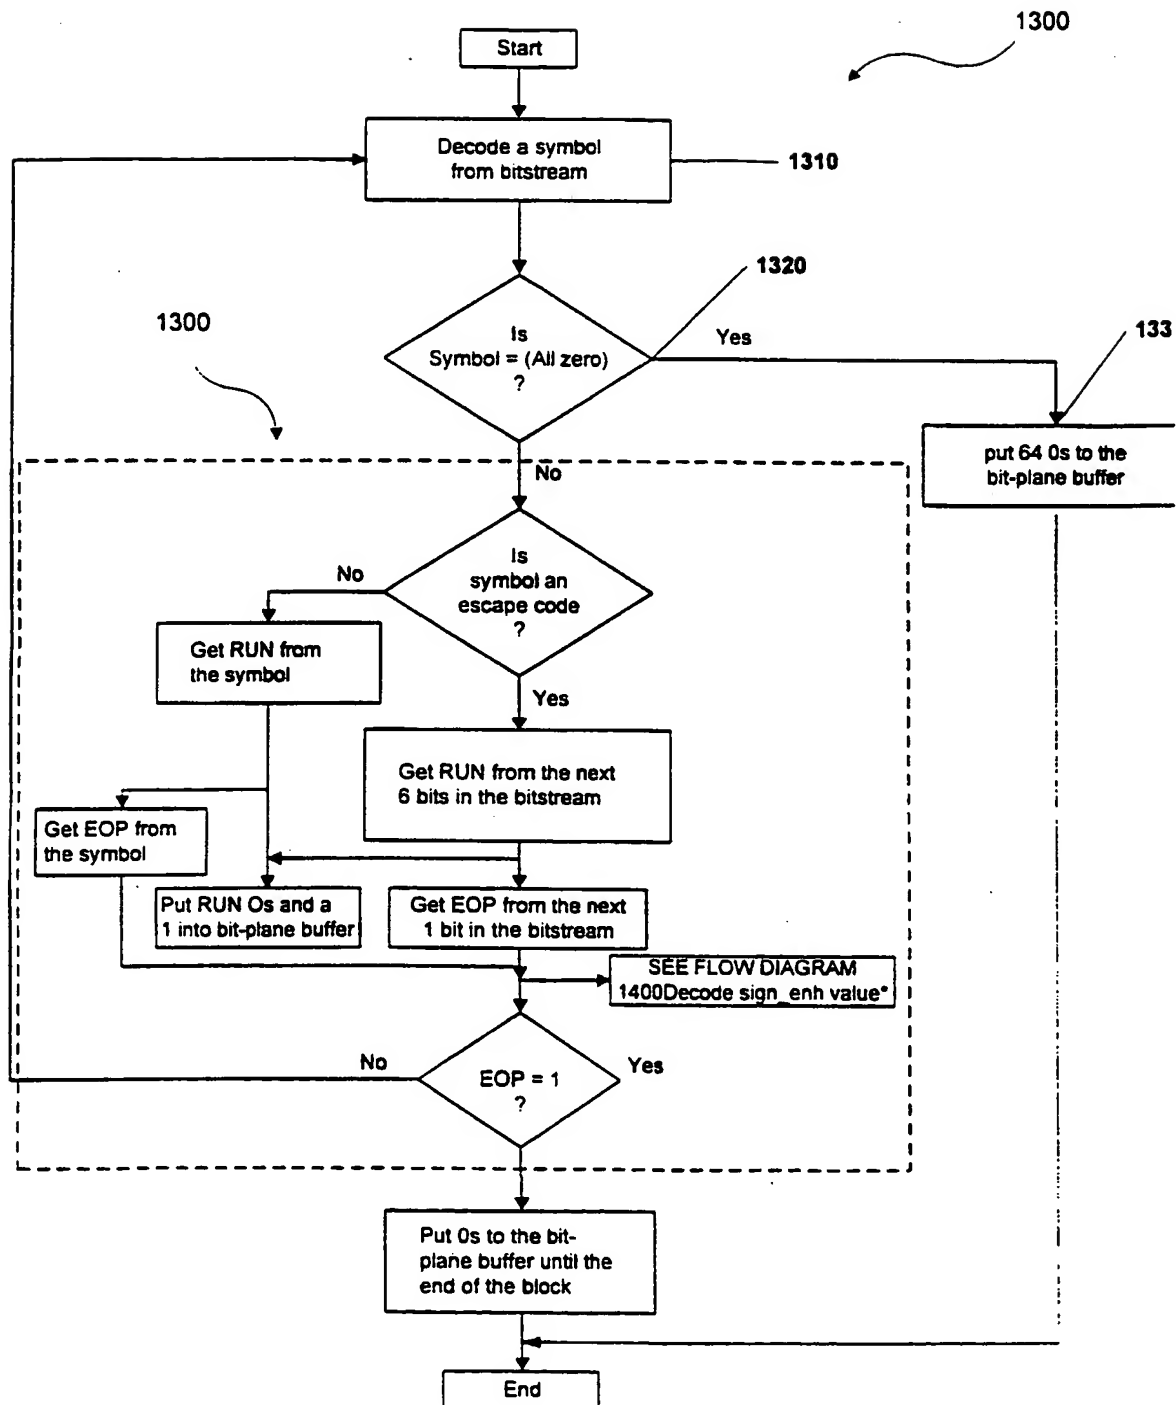 1300
Start
Decode a symbol
from bitstream
1310
1320
Is
Symbol = (All zero)
?
Yes
133
1300
put 64 0s to the
bit-plane buffer
No
Is
symbol an
escape code
?
No
Get RUN from
the symbol
Yes
Get RUN from the next
6 bits in the bitstream
Get EOP from
the symbol
Put RUN Os and a
1 into bit-plane buffer
Get EOP from the next
1 bit in the bitstream
SEE FLOW DIAGRAM
1400Decode sign_enh value*
No
EOP = 1
?
Yes
Put 0s to the bit-
plane buffer until the
end of the block
End